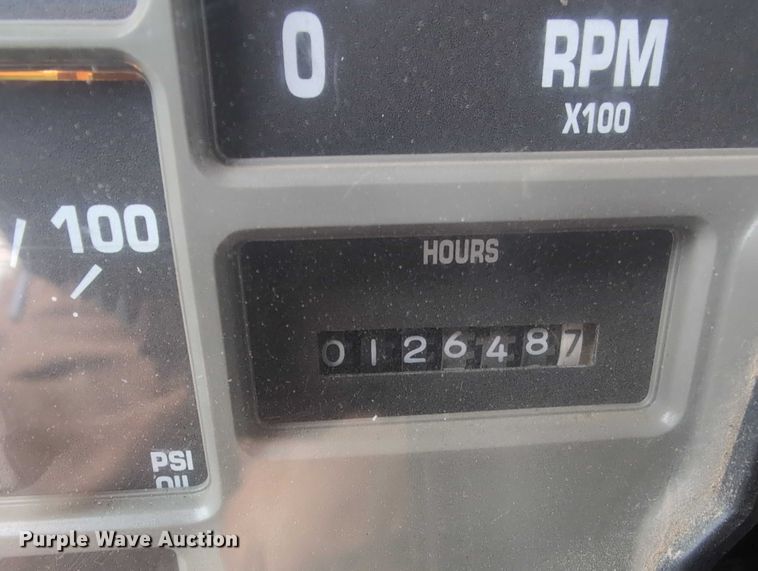 0 RPM
X100
100
HOURS
0126487
PSI
OIL
Purple Wave Auction